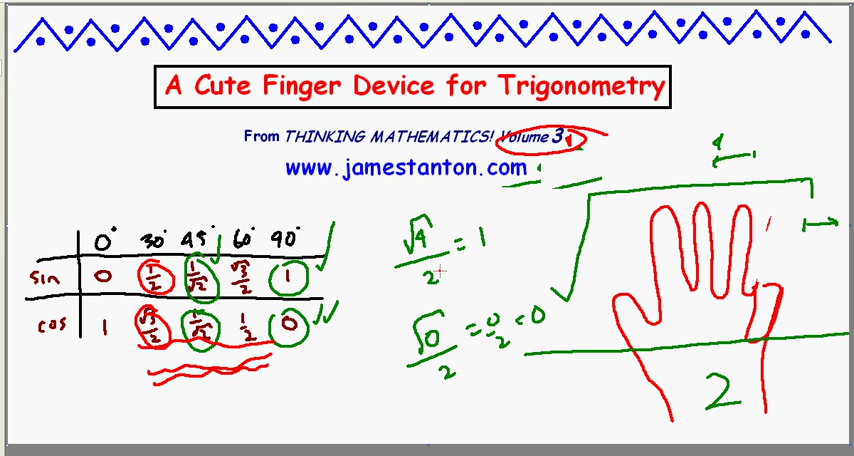 A Cute Finger Device for Trigonometry
From THINKING MATHEMATICS! Volume 3
www.jamestanton.com
0° 30° 45° 60° 90°
sin 0 1/2 1/√2 √3/2 1
cos 1 √3/2 1/√2 1/2 0
√4/2 = 1
√0/2 = 0/2 = 0
4
2